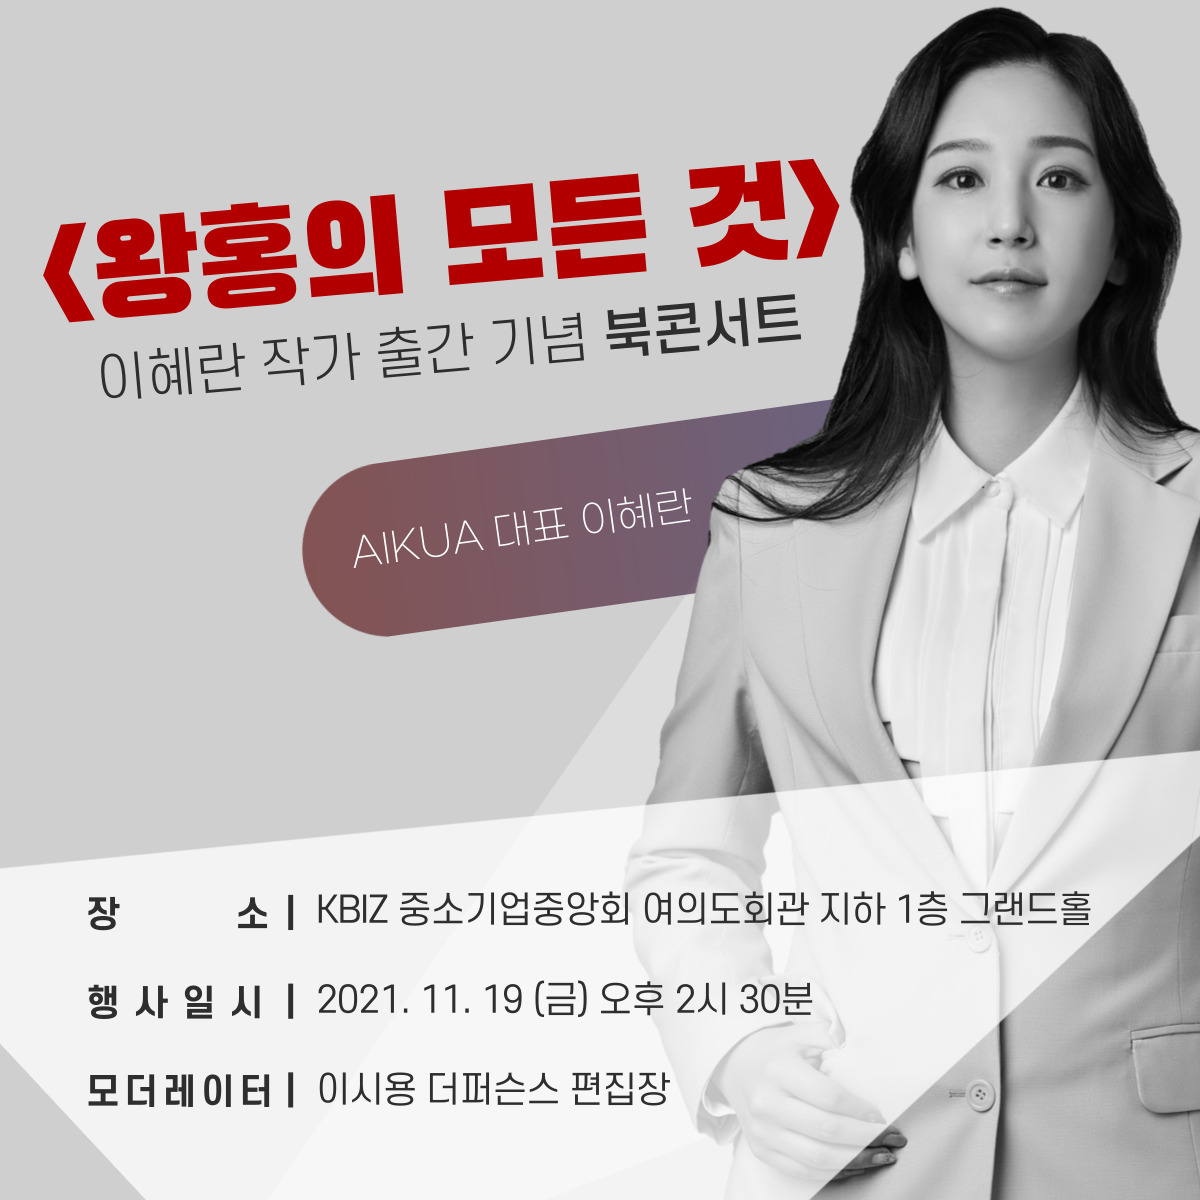 <왕홍의 모든 것>
이혜란 작가 출간 기념 북콘서트
AIKUA 대표 이혜란
장 소 | KBIZ 중소기업중앙회 여의도회관 지하 1층 그랜드홀
행사일시 | 2021. 11. 19 (금) 오후 2시 30분
모더레이터 | 이시용 더퍼슨스 편집장